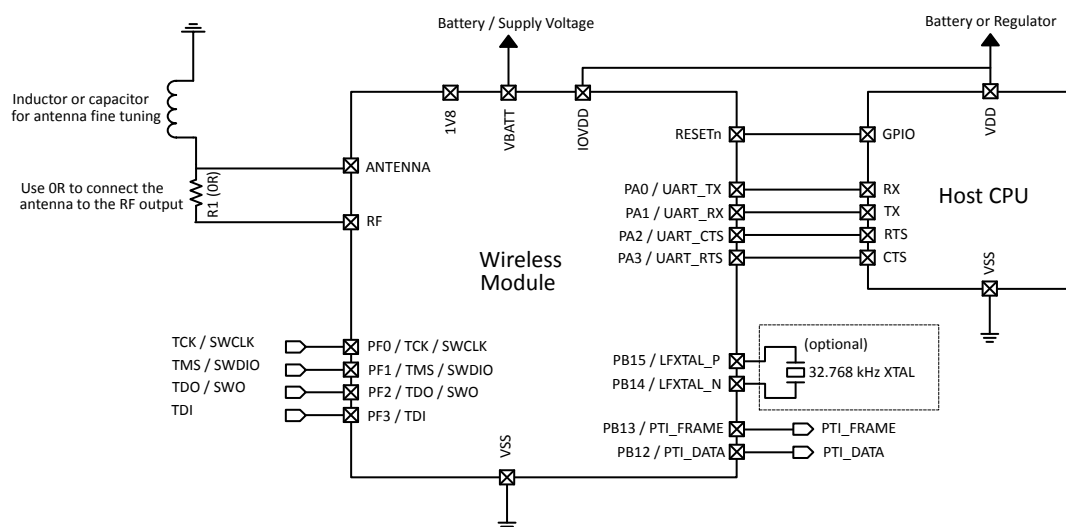 Battery / Supply Voltage
Battery or Regulator
Inductor or capacitor
for antenna fine tuning
1V8
VBATT
IOVDD
VDD
RESETn
GPIO
ANTENNA
Use 0R to connect the
antenna to the RF output
R1 (0R)
RF
PA0 / UART_TX
RX
PA1 / UART_RX
TX
PA2 / UART_CTS
RTS
PA3 / UART_RTS
CTS
Host CPU
VSS
Wireless
Module
TCK / SWCLK
PF0 / TCK / SWCLK
TMS / SWDIO
PF1 / TMS / SWDIO
TDO / SWO
PF2 / TDO / SWO
TDI
PF3 / TDI
(optional)
PB15 / LFXTAL_P
32.768 kHz XTAL
PB14 / LFXTAL_N
PB13 / PTI_FRAME
PTI_FRAME
PB12 / PTI_DATA
PTI_DATA
VSS